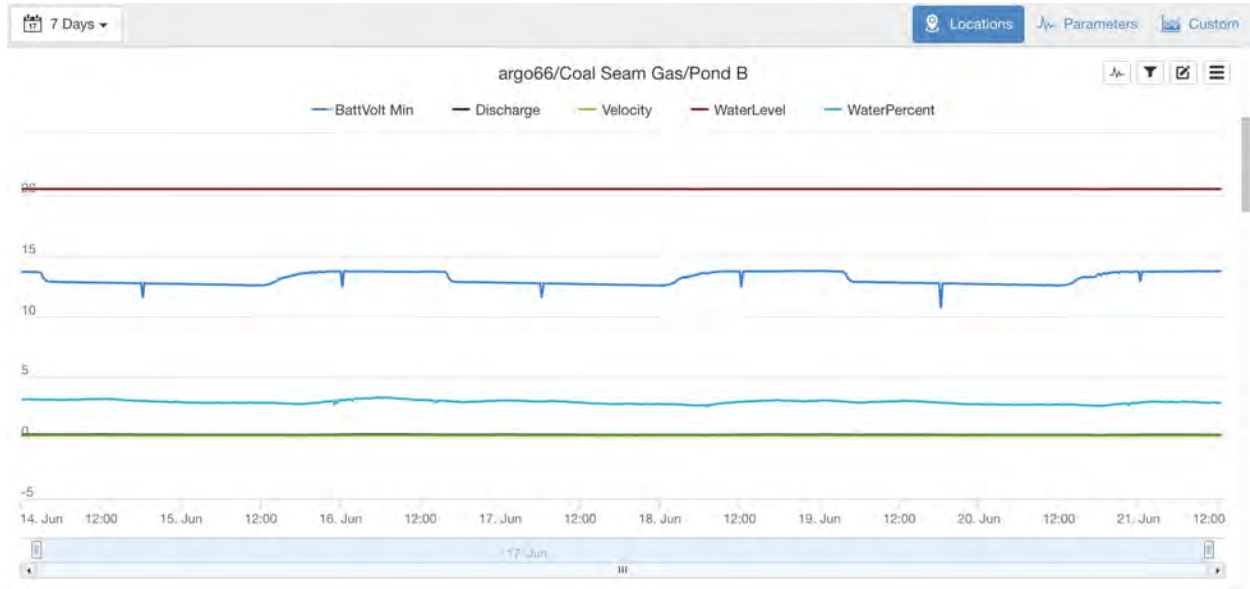 17 7 Days
Locations Parameters Custom
argo66/Coal Seam Gas/Pond B
BattVolt Min Discharge Velocity WaterLevel WaterPercent
20
15
10
5
0
-5
14. Jun 12:00 15. Jun 12:00 16. Jun 12:00 17. Jun 12:00 18. Jun 12:00 19. Jun 12:00 20. Jun 12:00 21. Jun 12:00
17. Jun